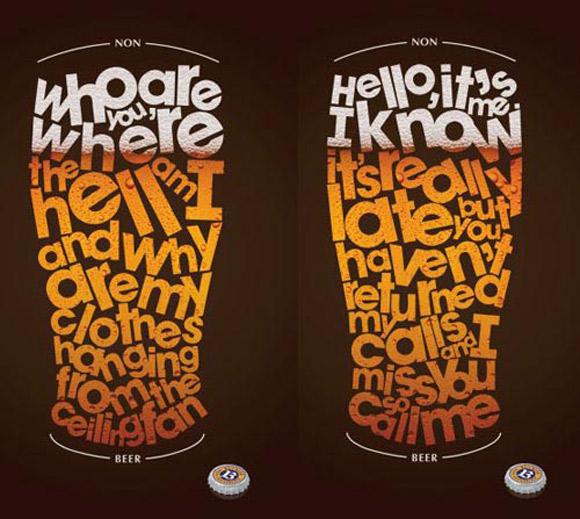 NON
Who are
you,
where
the
hell am I
and why
are my
clothes
hanging
from the
ceiling fan
BEER
NON
Hello, it's
me.
I know
it's really
late but
you
haven't
returned
my
calls and I
miss you
so
call me
BEER